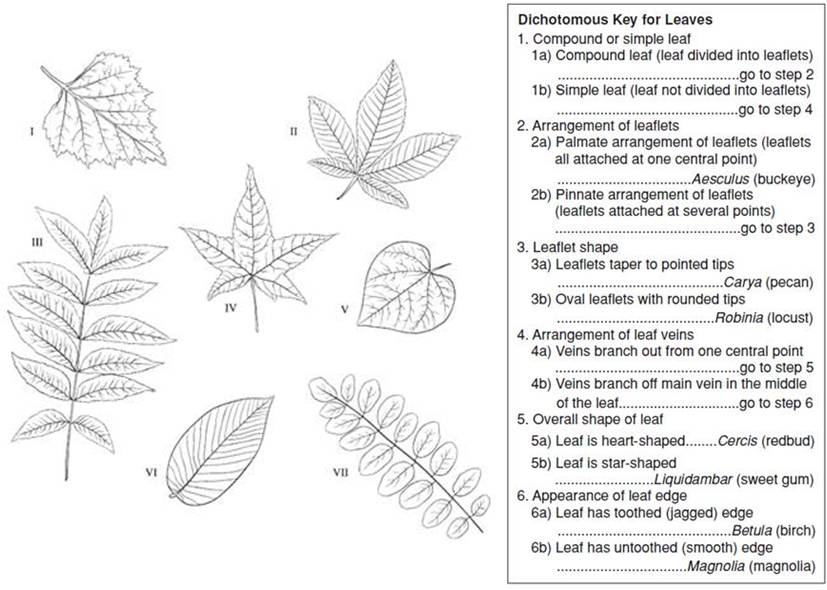 I
II
III
IV
V
VI
VII
Dichotomous Key for Leaves
1. Compound or simple leaf
1a) Compound leaf (leaf divided into leaflets)
...............................................go to step 2
1b) Simple leaf (leaf not divided into leaflets)
...............................................go to step 4
2. Arrangement of leaflets
2a) Palmate arrangement of leaflets (leaflets
all attached at one central point)
...................................Aesculus (buckeye)
2b) Pinnate arrangement of leaflets
(leaflets attached at several points)
................................................go to step 3
3. Leaflet shape
3a) Leaflets taper to pointed tips
...........................................Carya (pecan)
3b) Oval leaflets with rounded tips
.........................................Robinia (locust)
4. Arrangement of leaf veins
4a) Veins branch out from one central point
................................................go to step 5
4b) Veins branch off main vein in the middle
of the leaf...............................go to step 6
5. Overall shape of leaf
5a) Leaf is heart-shaped........Cercis (redbud)
5b) Leaf is star-shaped
.........................Liquidambar (sweet gum)
6. Appearance of leaf edge
6a) Leaf has toothed (jagged) edge
.............................................Betula (birch)
6b) Leaf has untoothed (smooth) edge
..................................Magnolia (magnolia)